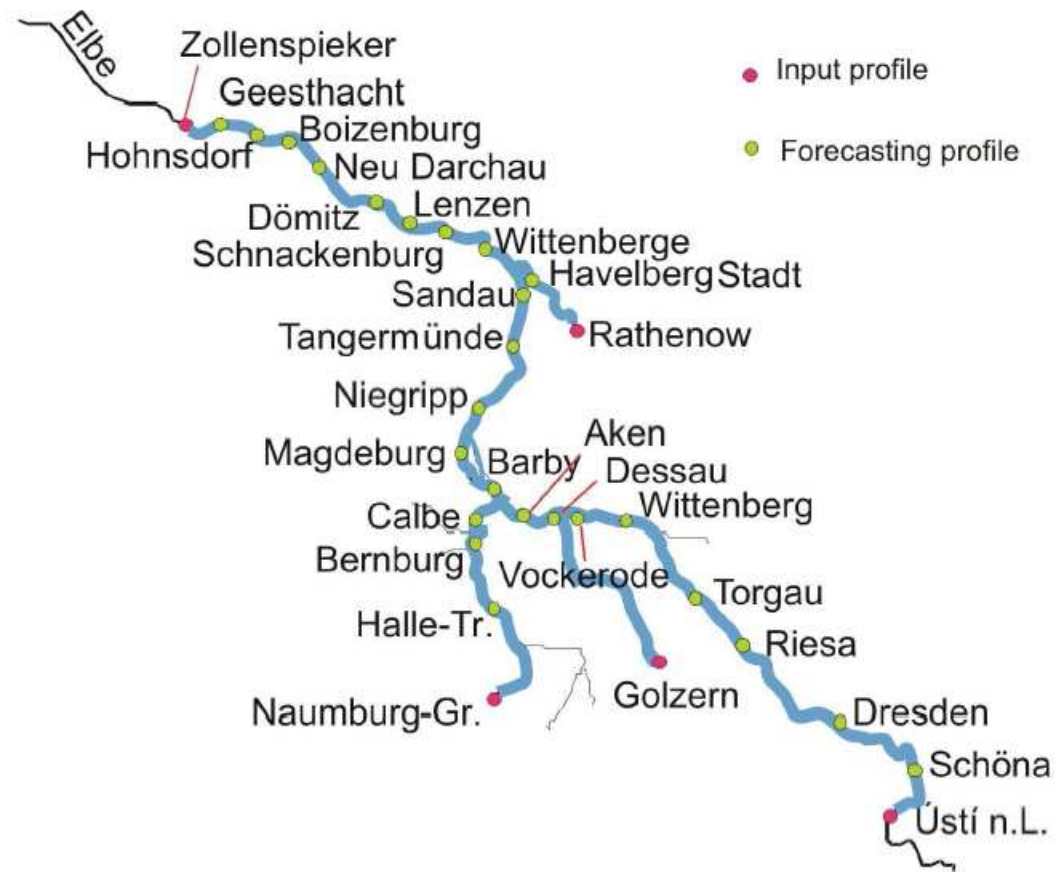 Elbe
Zollenspieker
Input profile
Geesthacht
Boizenburg
Hohnsdorf
Forecasting profile
Neu Darchau
Lenzen
Dömitz
Schnackenburg
Wittenberge
Havelberg Stadt
Sandau
Tangermünde
Rathenow
Niegripp
Aken
Magdeburg
Barby
Dessau
Wittenberg
Calbe
Bernburg
Vockerode
Torgau
Halle-Tr.
Riesa
Golzern
Naumburg-Gr.
Dresden
Schöna
Ústí n.L.